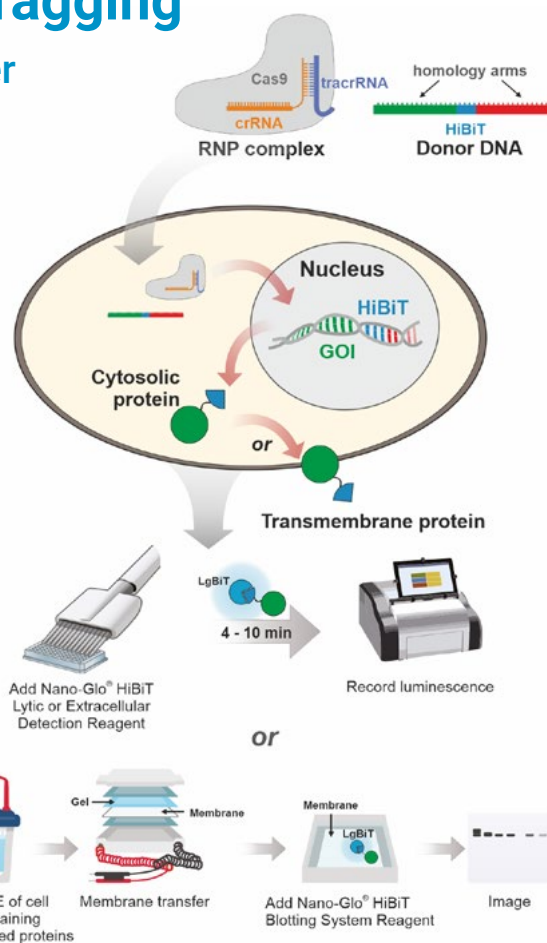 Tagging
er
Cas9
tracrRNA
crRNA
RNP complex
homology arms
HiBiT
Donor DNA
Nucleus
HiBiT
GOI
Cytosolic
protein
or
Transmembrane protein
LgBiT
4 - 10 min
Add Nano-Glo® HiBiT
Lytic or Extracellular
Detection Reagent
Record luminescence
or
Gel
Membrane
Membrane
LgBiT
E of cell
aining
ed proteins
Membrane transfer
Add Nano-Glo® HiBiT
Blotting System Reagent
Image